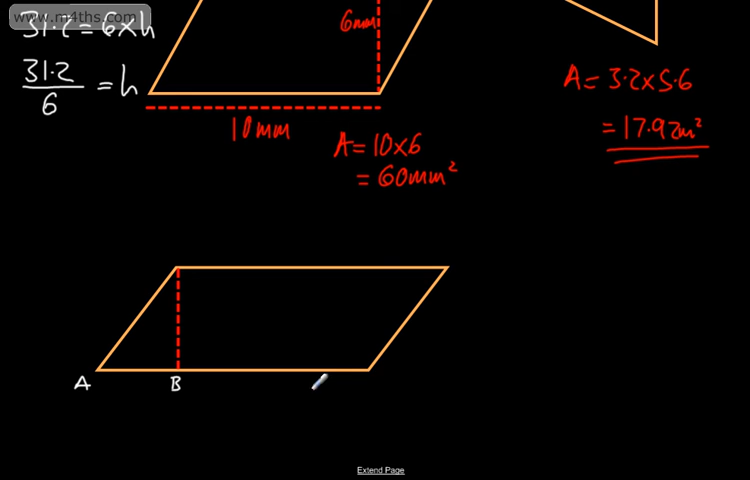 www.m4ths.com
31·2 = 6 × h
31·2
6
= h
6mm
10mm
A = 10 × 6
= 60mm²
A = 3·2 × 5·6
= 17·92m²
A
B
Extend Page